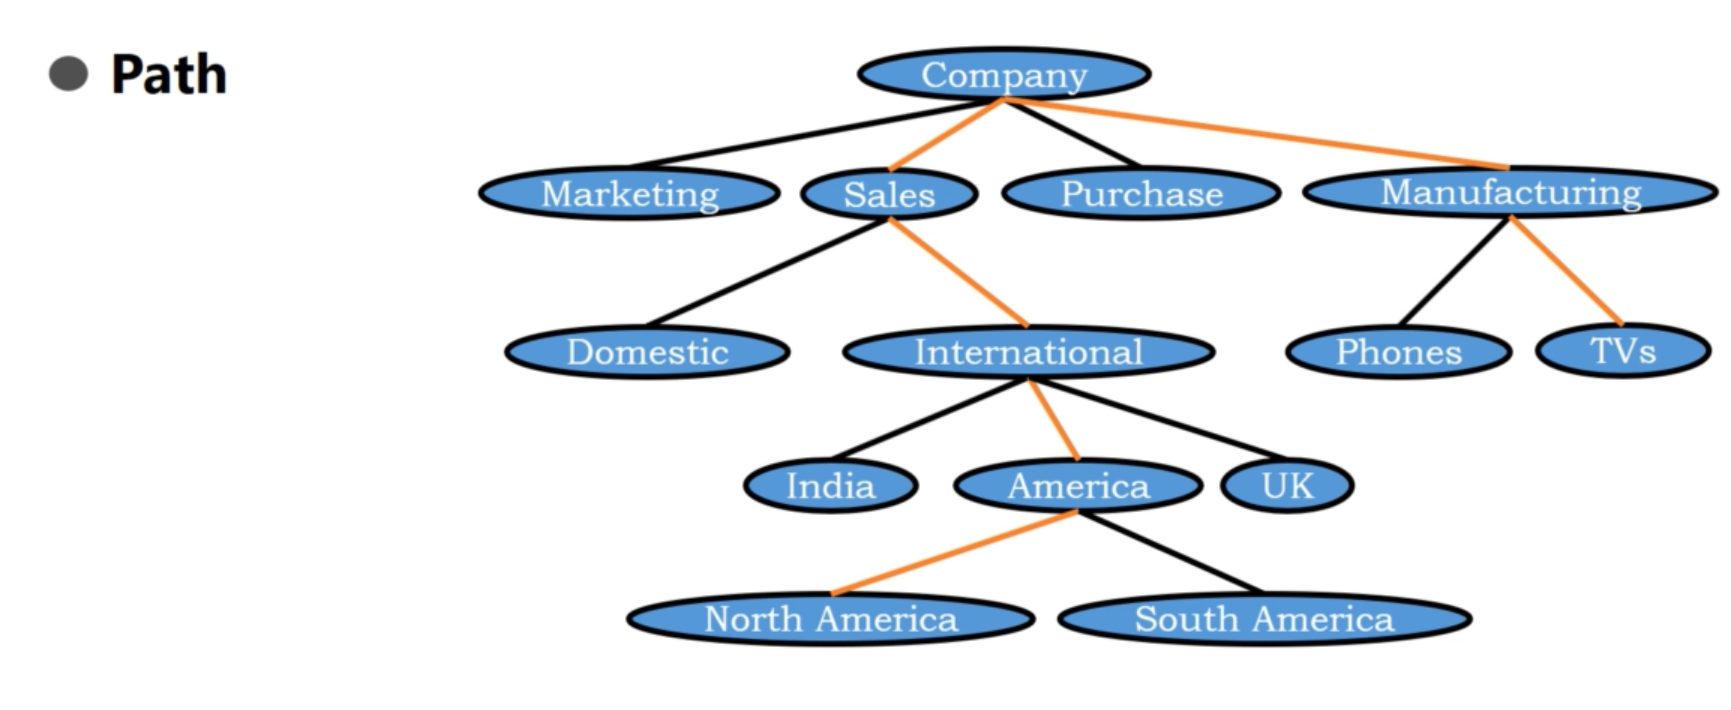 Path
Company
Marketing Sales Purchase Manufacturing
Domestic International Phones TVs
India America UK
North America South America